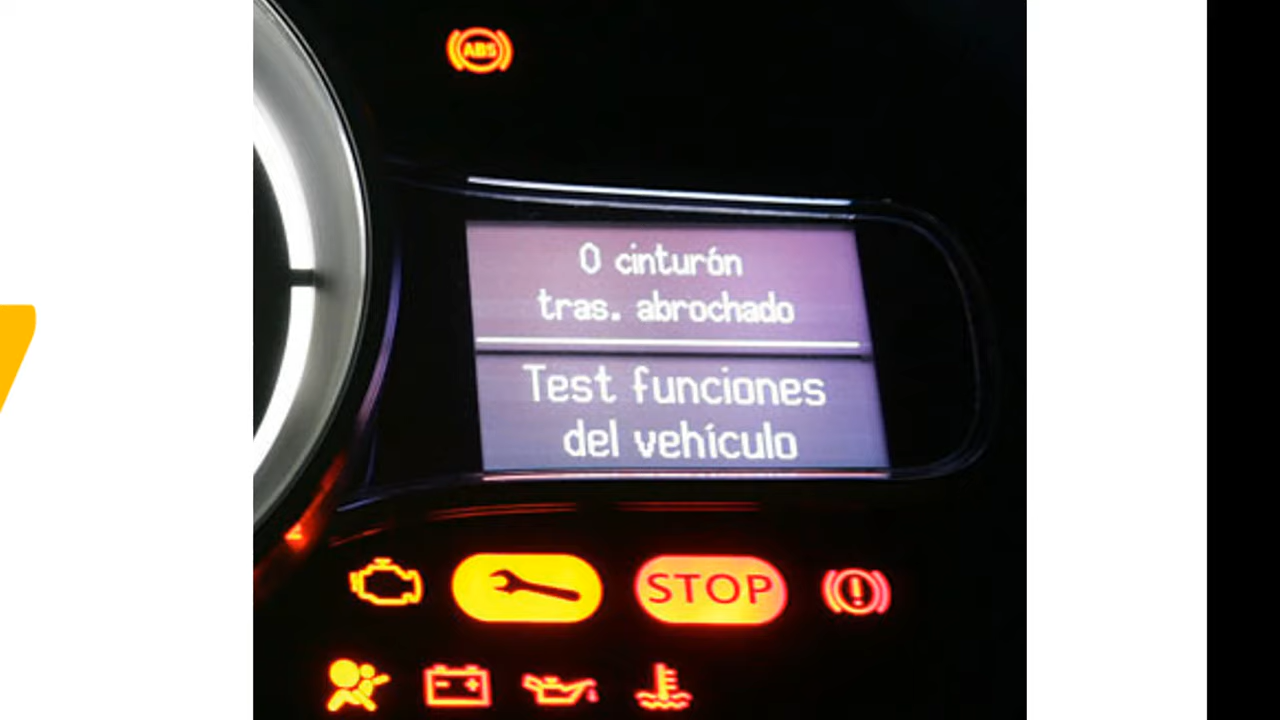 ABS
0 cinturón
tras. abrochado
Test funciones
del vehículo
STOP